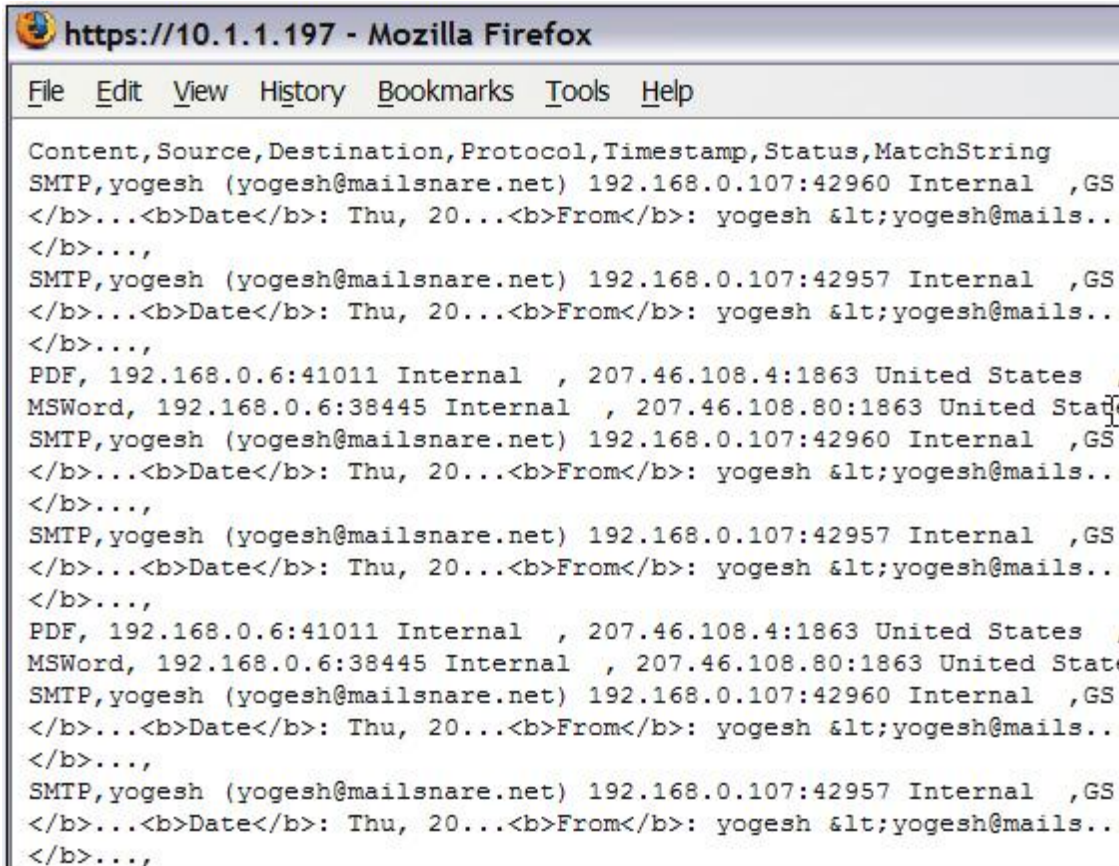 https://10.1.1.197 - Mozilla Firefox
File Edit View History Bookmarks Tools Help
Content,Source,Destination,Protocol,Timestamp,Status,MatchString
SMTP,yogesh (yogesh@mailsnare.net) 192.168.0.107:42960 Internal ,GS
</b>...<b>Date</b>: Thu, 20...<b>From</b>: yogesh &lt;yogesh@mails..
</b>...,
SMTP,yogesh (yogesh@mailsnare.net) 192.168.0.107:42957 Internal ,GS
</b>...<b>Date</b>: Thu, 20...<b>From</b>: yogesh &lt;yogesh@mails..
</b>...,
PDF, 192.168.0.6:41011 Internal , 207.46.108.4:1863 United States ,
MSWord, 192.168.0.6:38445 Internal , 207.46.108.80:1863 United Stat
SMTP,yogesh (yogesh@mailsnare.net) 192.168.0.107:42960 Internal ,GS
</b>...<b>Date</b>: Thu, 20...<b>From</b>: yogesh &lt;yogesh@mails..
</b>...,
SMTP,yogesh (yogesh@mailsnare.net) 192.168.0.107:42957 Internal ,GS
</b>...<b>Date</b>: Thu, 20...<b>From</b>: yogesh &lt;yogesh@mails..
</b>...,
PDF, 192.168.0.6:41011 Internal , 207.46.108.4:1863 United States ,
MSWord, 192.168.0.6:38445 Internal , 207.46.108.80:1863 United State
SMTP,yogesh (yogesh@mailsnare.net) 192.168.0.107:42960 Internal ,GS
</b>...<b>Date</b>: Thu, 20...<b>From</b>: yogesh &lt;yogesh@mails..
</b>...,
SMTP,yogesh (yogesh@mailsnare.net) 192.168.0.107:42957 Internal ,GS
</b>...<b>Date</b>: Thu, 20...<b>From</b>: yogesh &lt;yogesh@mails..
</b>...,